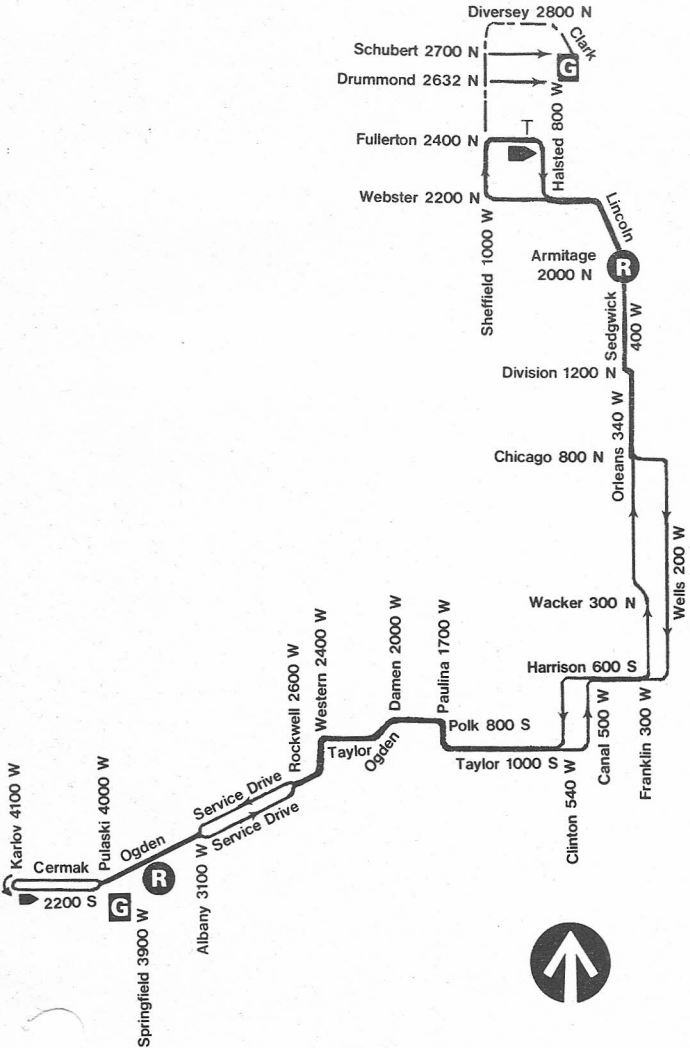 Diversey 2800 N
Clark
Schubert 2700 N
G
Drummond 2632 N
Halsted 800 W
T
Fullerton 2400 N
Webster 2200 N
Sheffield 1000 W
Lincoln
Armitage
2000 N
R
Sedgwick
400 W
Division 1200 N
Orleans 340 W
Chicago 800 N
Wells 200 W
Wacker 300 N
Harrison 600 S
Canal 500 W
Franklin 300 W
Clinton 540 W
Taylor 1000 S
Polk 800 S
Paulina 1700 W
Damen 2000 W
Ogden
Taylor
Western 2400 W
Rockwell 2600 W
Service Drive
Service Drive
Albany 3100 W
Ogden
R
G
Springfield 3900 W
Pulaski 4000 W
Cermak
2200 S
Karlov 4100 W